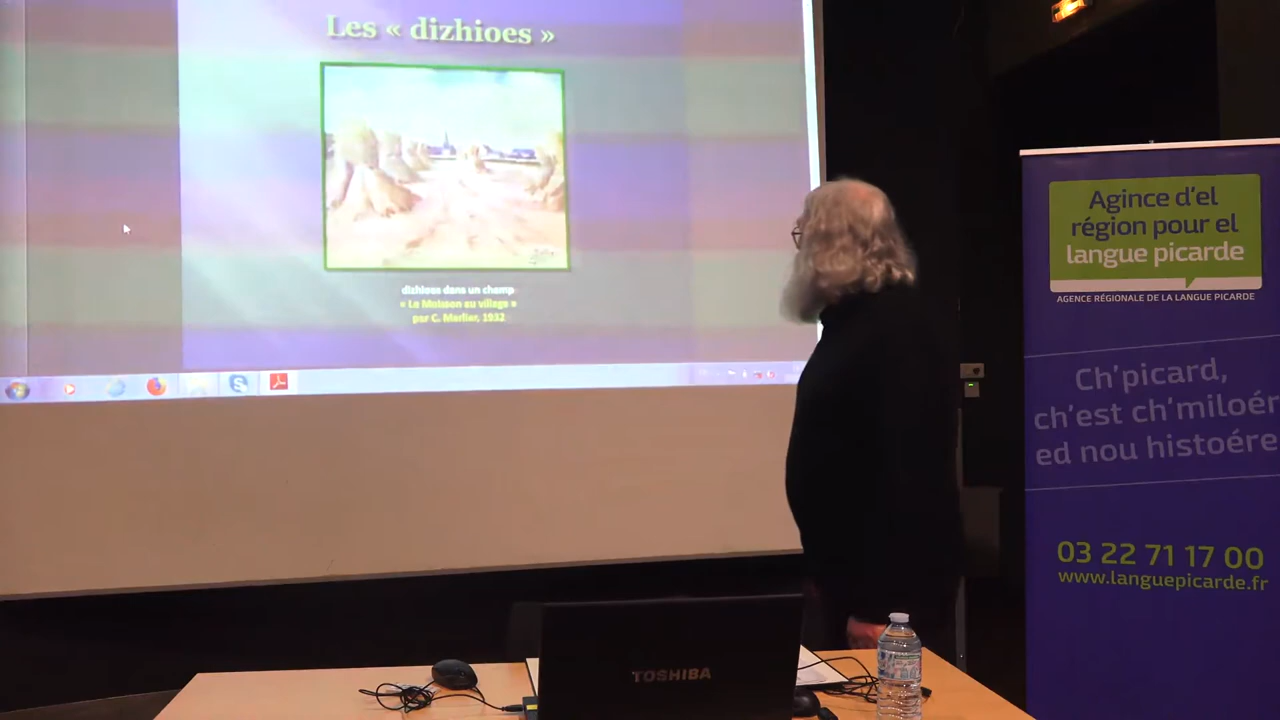 Les « dizhioes »
dizhioes dans un champ
« La Moisson au village »
par C. Merlier, 1932
Agince d'el
région pour el
langue picarde
AGENCE RÉGIONALE DE LA LANGUE PICARDE
Ch'picard,
ch'est ch'miloér
ed nou histoére
03 22 71 17 00
www.languepicarde.fr
TOSHIBA